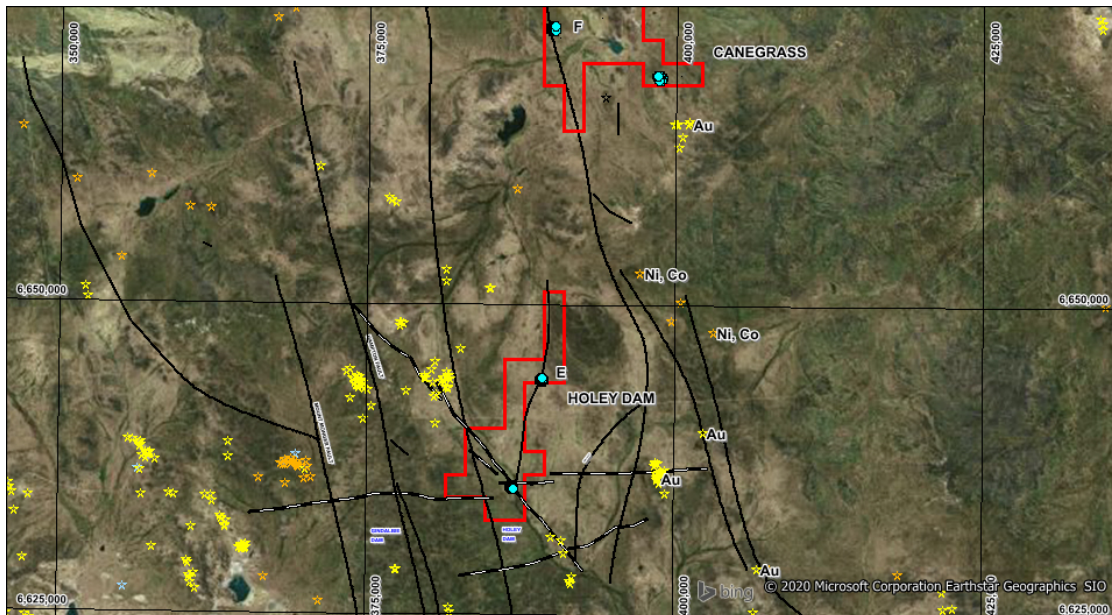 350,000
375,000
400,000
425,000
F
CANEGRASS
Au
Ni, Co
6,650,000
6,650,000
Ni, Co
E
HOLEY DAM
Au
Au
HOLEY
DAM
Au
375,000
400,000
425,000
6,625,000
6,625,000
bing
© 2020 Microsoft Corporation Earthstar Geographics SIO